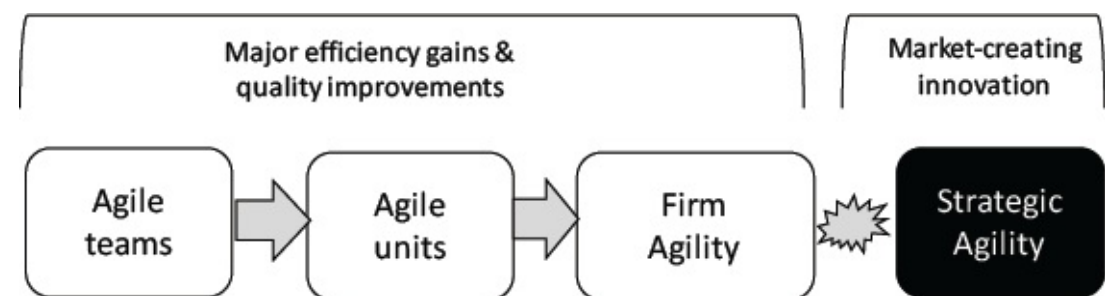 Major efficiency gains &
quality improvements
Market-creating
innovation
Agile
teams
Agile
units
Firm
Agility
Strategic
Agility